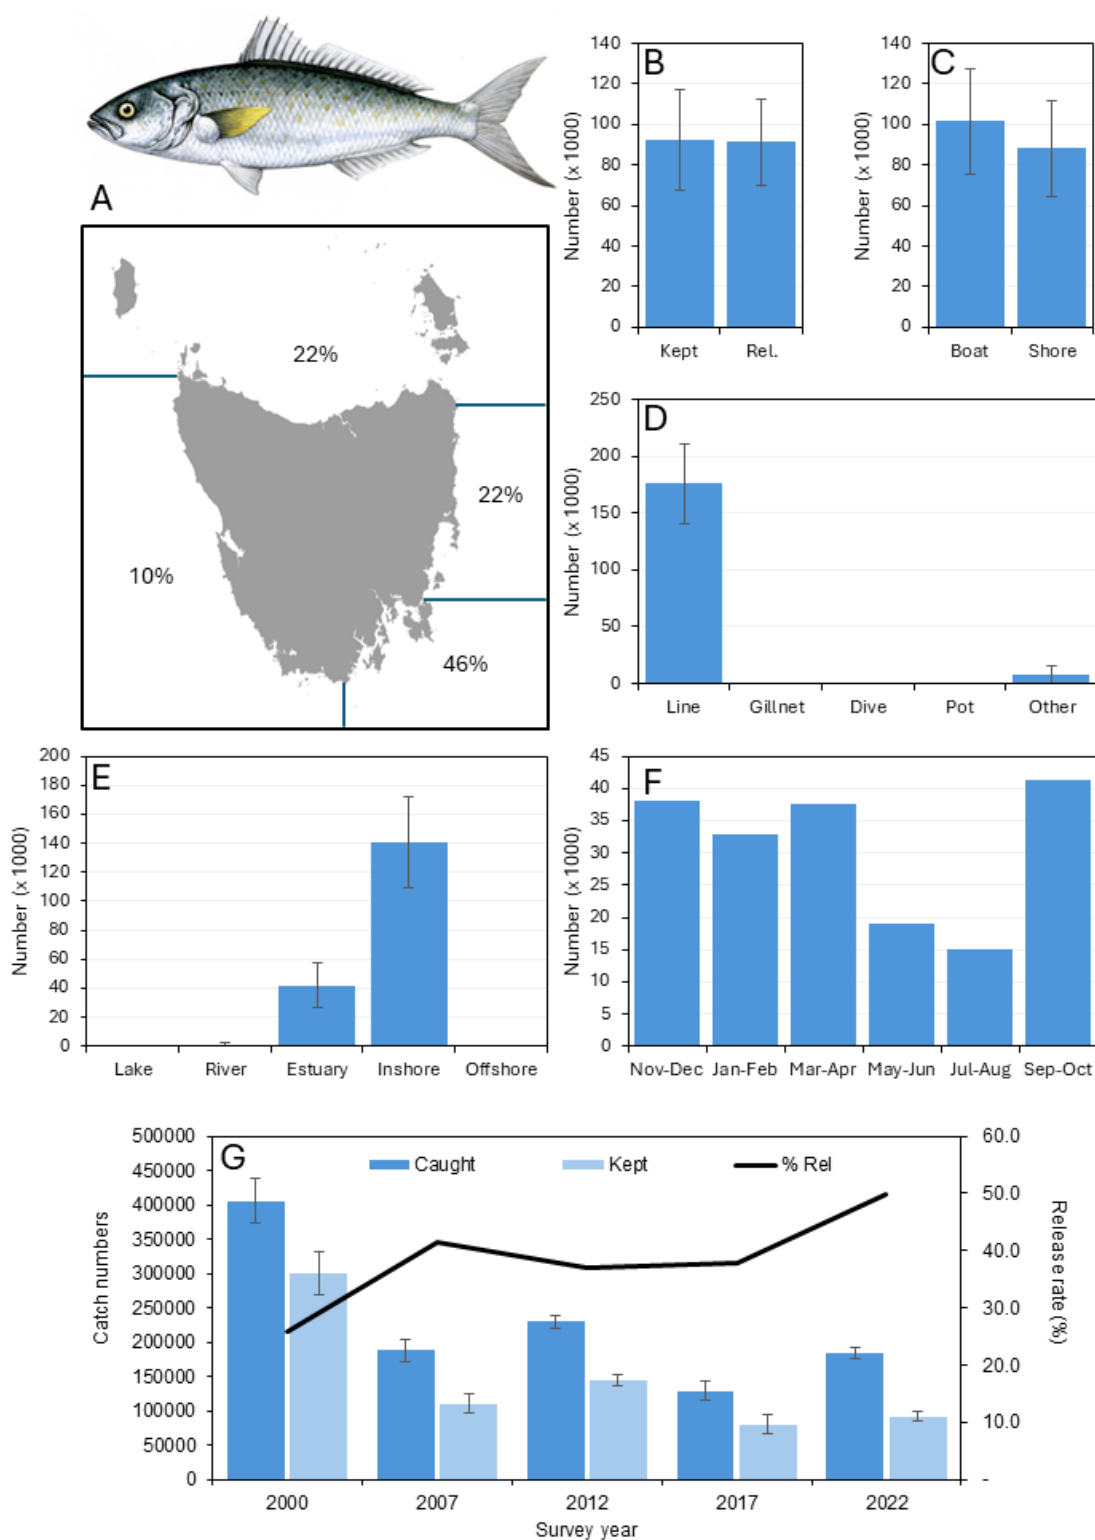 A
22%
22%
10%
46%
B
Number (x 1000)
140
120
100
80
60
40
20
0
Kept Rel.
C
Number (x 1000)
140
120
100
80
60
40
20
0
Boat Shore
D
Number (x 1000)
250
200
150
100
50
0
Line Gillnet Dive Pot Other
E
Number (x 1000)
200
180
160
140
120
100
80
60
40
20
0
Lake River Estuary Inshore Offshore
F
Number (x 1000)
45
40
35
30
25
20
15
10
5
0
Nov-Dec Jan-Feb Mar-Apr May-Jun Jul-Aug Sep-Oct
G
Caught Kept % Rel
Catch numbers
500000
450000
400000
350000
300000
250000
200000
150000
100000
50000
0
Release rate (%)
60.0
50.0
40.0
30.0
20.0
10.0
-
2000 2007 2012 2017 2022
Survey year